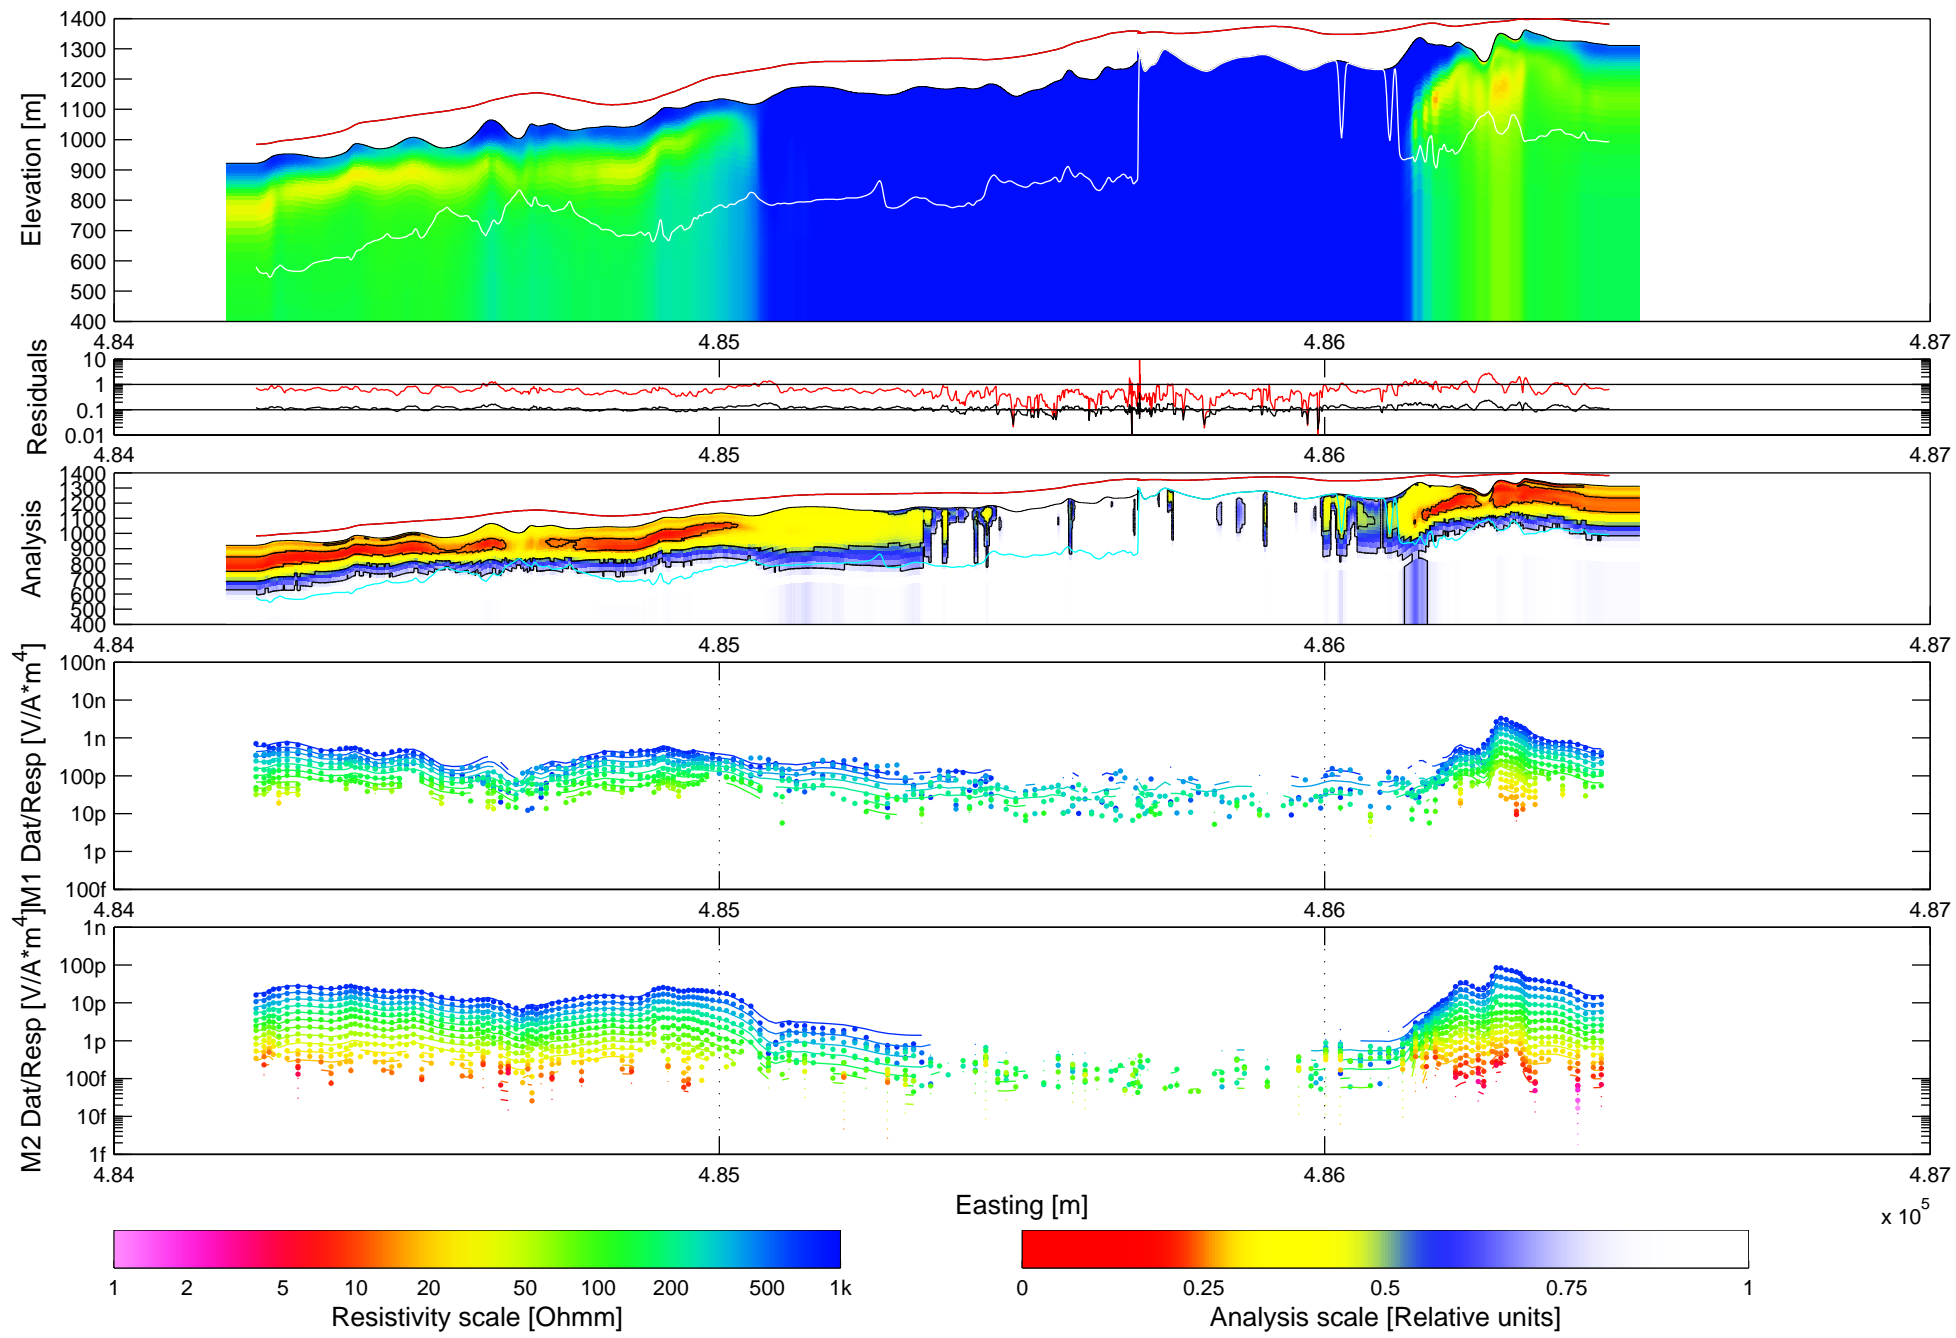 1400
1300
1200
1100
1000
900
800
700
600
500
400
Elevation [m]
4.84 4.85 4.86 4.87
10
1
0.1
0.01
Residuals
4.84 4.85 4.86 4.87
1400
1300
1200
1100
1000
900
800
700
600
500
400
Analysis
4.84 4.85 4.86 4.87
100n
10n
1n
100p
10p
1p
100f
M1 Dat/Resp [V/A*m^4]
4.84 4.85 4.86 4.87
1n
100p
10p
1p
100f
10f
1f
M2 Dat/Resp [V/A*m^4]
4.84 4.85 4.86 4.87
Easting [m]
x 10^5
1 2 5 10 20 50 100 200 500 1k
Resistivity scale [Ohmm]
0 0.25 0.5 0.75 1
Analysis scale [Relative units]